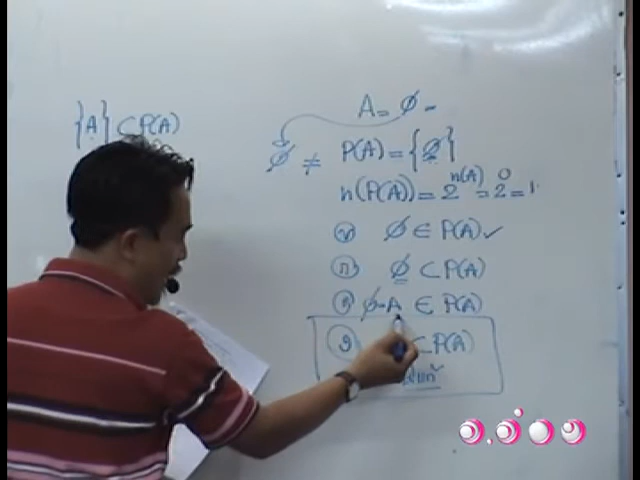 A = ∅
{A} ⊂ P(A)
∅ ≠ P(A) = {∅}
n(P(A)) = 2^n(A) = 2^0 = 1
ข ∅ ∈ P(A) ✓
ก ∅ ⊂ P(A)
ค ∅=A ∈ P(A)
ง ⊂ P(A)